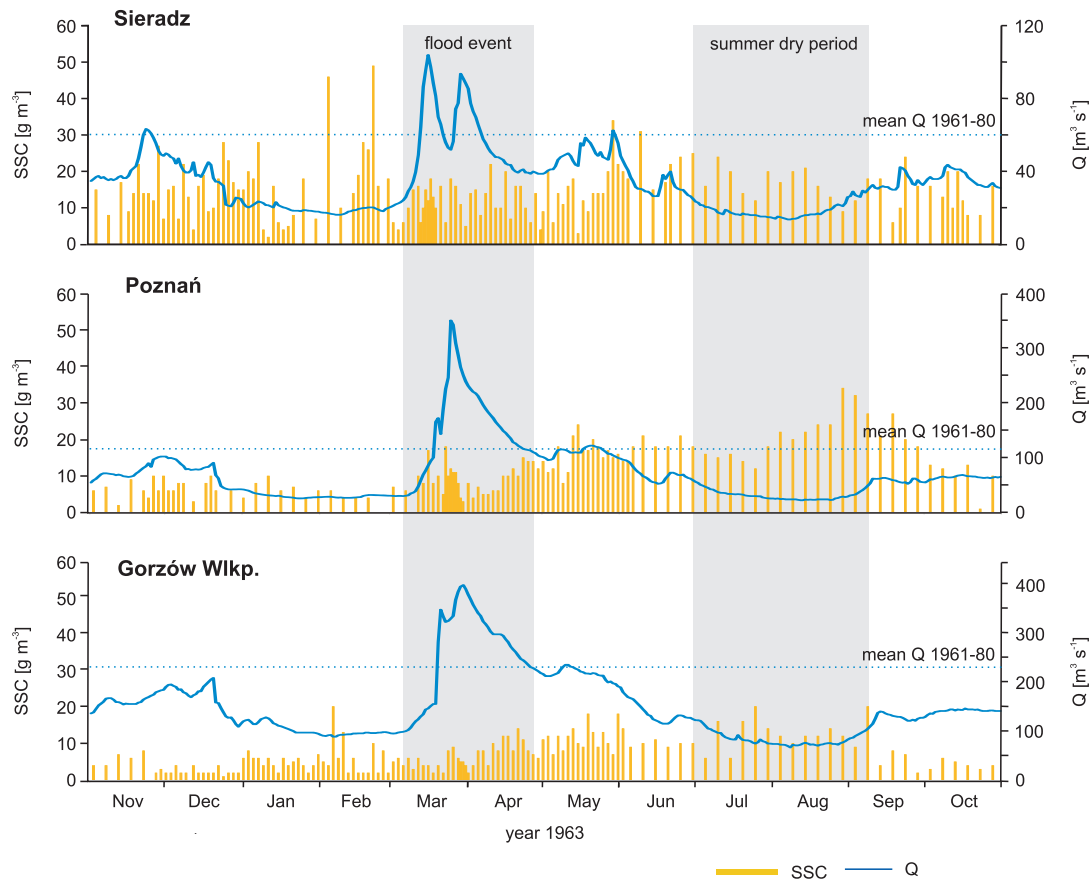 Sieradz
flood event
summer dry period
mean Q 1961-80
SSC [g m⁻³]
60
50
40
30
20
10
0
Q [m³ s⁻¹]
120
80
40
0
Poznań
mean Q 1961-80
SSC [g m⁻³]
60
50
40
30
20
10
0
Q [m³ s⁻¹]
400
300
200
100
0
Gorzów Wlkp.
mean Q 1961-80
SSC [g m⁻³]
60
50
40
30
20
10
0
Q [m³ s⁻¹]
400
300
200
100
0
Nov Dec Jan Feb Mar Apr May Jun Jul Aug Sep Oct
year 1963
SSC Q